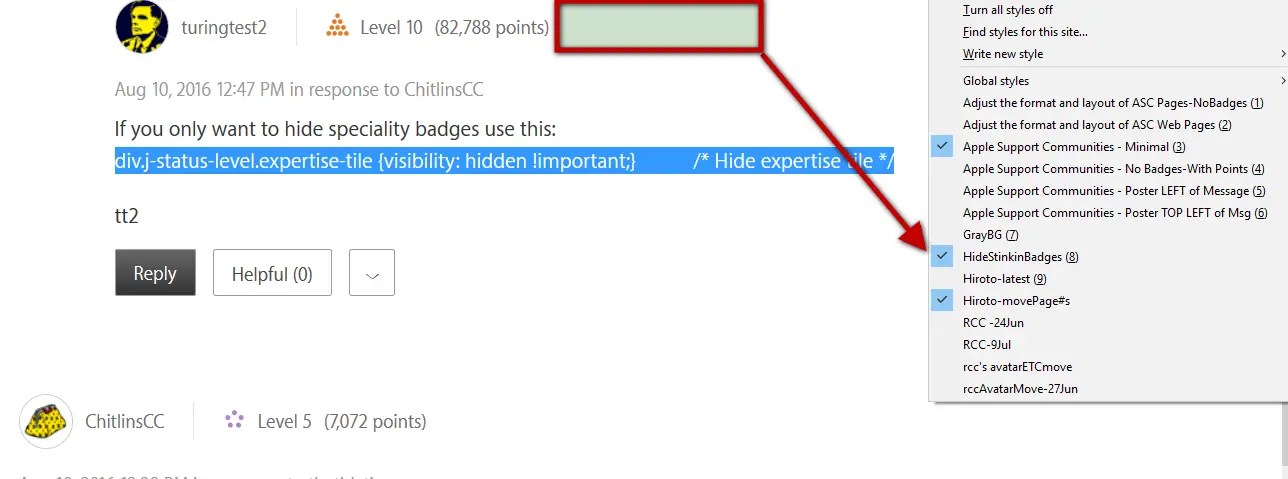 turingtest2
Level 10 (82,788 points)
Aug 10, 2016 12:47 PM in response to ChitlinsCC
If you only want to hide speciality badges use this:
div.j-status-level.expertise-tile {visibility: hidden !important;} /* Hide expertise tile */
tt2
Reply
Helpful (0)
ChitlinsCC
Level 5 (7,072 points)
Turn all styles off
Find styles for this site...
Write new style
Global styles
Adjust the format and layout of ASC Pages-NoBadges (1)
Adjust the format and layout of ASC Web Pages (2)
Apple Support Communities - Minimal (3)
Apple Support Communities - No Badges-With Points (4)
Apple Support Communities - Poster LEFT of Message (5)
Apple Support Communities - Poster TOP LEFT of Msg (6)
GrayBG (7)
HideStinkinBadges (8)
Hiroto-latest (9)
Hiroto-movePage#s
RCC -24Jun
RCC-9Jul
rcc's avatarETCmove
rccAvatarMove-27Jun